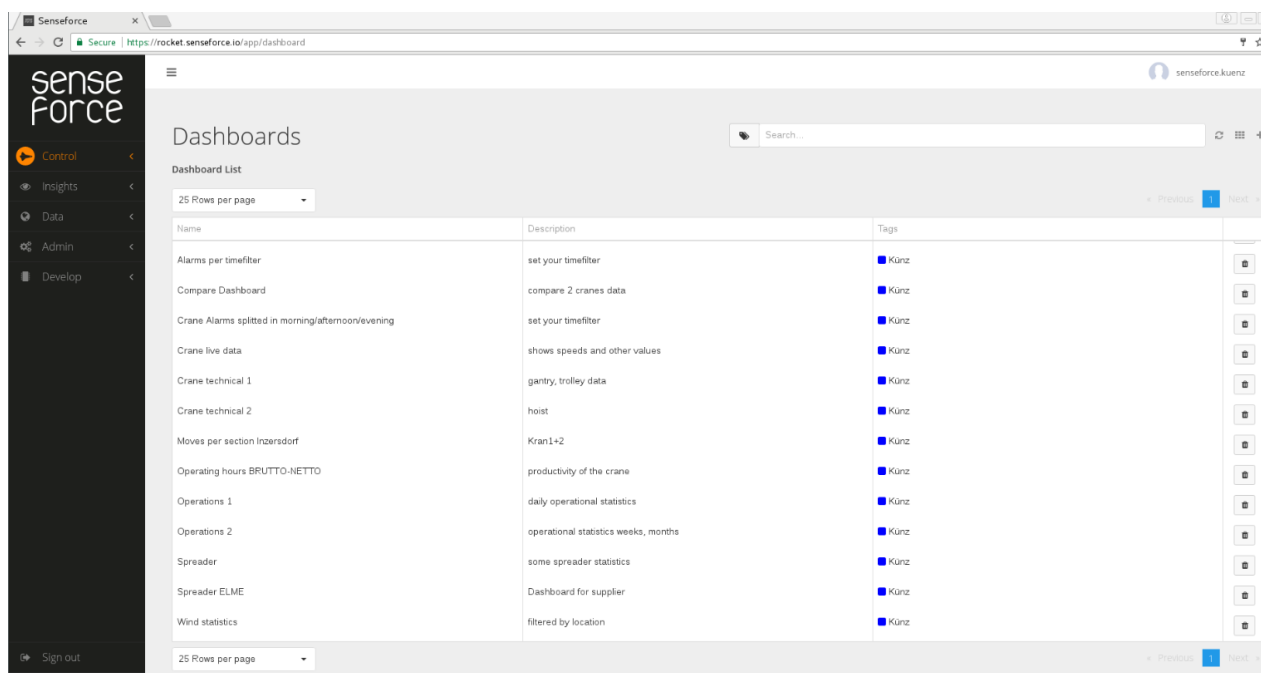 Senseforce
Secure | https://rocket.senseforce.io/app/dashboard
sense
force
senseforce.kuenz
Control
Insights
Data
Admin
Develop
Sign out
Dashboards
Search...
Dashboard List
25 Rows per page
« Previous 1 Next »
Name Description Tags
Alarms per timefilter set your timefilter Künz
Compare Dashboard compare 2 cranes data Künz
Crane Alarms splitted in morning/afternoon/evening set your timefilter Künz
Crane live data shows speeds and other values Künz
Crane technical 1 gantry, trolley data Künz
Crane technical 2 hoist Künz
Moves per section Inzersdorf Kran1+2 Künz
Operating hours BRUTTO-NETTO productivity of the crane Künz
Operations 1 daily operational statistics Künz
Operations 2 operational statistics weeks, months Künz
Spreader some spreader statistics Künz
Spreader ELME Dashboard for supplier Künz
Wind statistics filtered by location Künz
25 Rows per page
« Previous 1 Next »